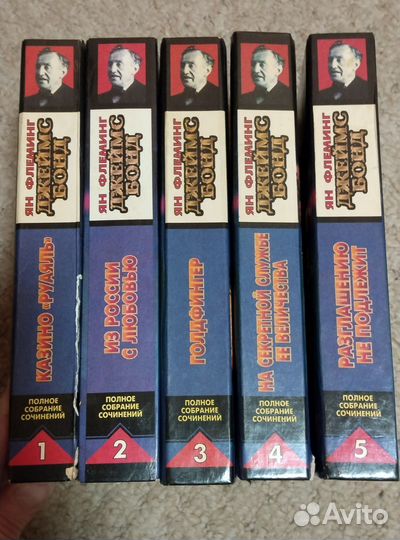 ЯН ФЛЕМИНГ
ДЖЕЙМС
БОНД
КАЗИНО «РУАЯЛЬ»
ПОЛНОЕ
СОБРАНИЕ
СОЧИНЕНИЙ
1
ЯН ФЛЕМИНГ
ДЖЕЙМС
БОНД
ИЗ РОССИИ
С ЛЮБОВЬЮ
ПОЛНОЕ
СОБРАНИЕ
СОЧИНЕНИЙ
2
ЯН ФЛЕМИНГ
ДЖЕЙМС
БОНД
ГОЛДФИНГЕР
ПОЛНОЕ
СОБРАНИЕ
СОЧИНЕНИЙ
3
ЯН ФЛЕМИНГ
ДЖЕЙМС
БОНД
НА СЕКРЕТНОЙ СЛУЖБЕ
ЕЕ ВЕЛИЧЕСТВА
ПОЛНОЕ
СОБРАНИЕ
СОЧИНЕНИЙ
4
ЯН ФЛЕМИНГ
ДЖЕЙМС
БОНД
РАЗГЛАШЕНИЮ
НЕ ПОДЛЕЖИТ
ПОЛНОЕ
СОБРАНИЕ
СОЧИНЕНИЙ
5
Avito